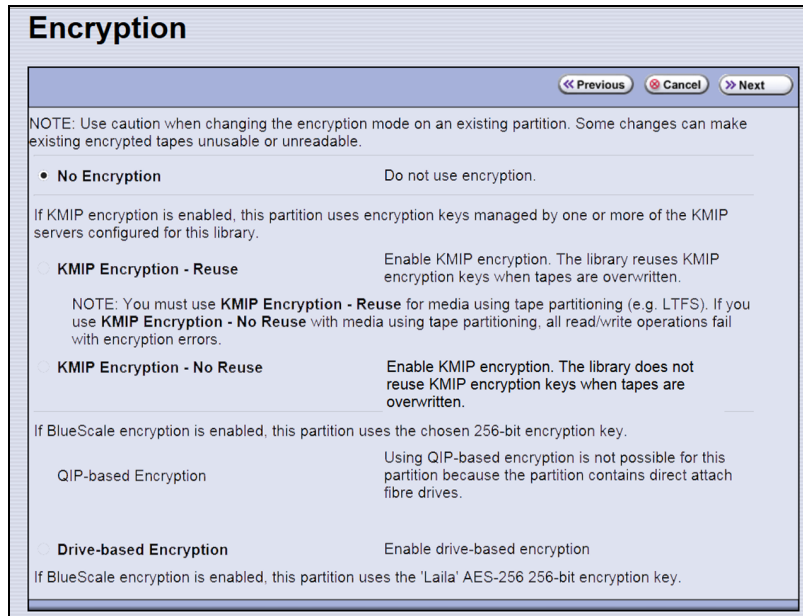 Encryption
Previous Cancel Next
NOTE: Use caution when changing the encryption mode on an existing partition. Some changes can make
existing encrypted tapes unusable or unreadable.
No Encryption Do not use encryption.
If KMIP encryption is enabled, this partition uses encryption keys managed by one or more of the KMIP
servers configured for this library.
KMIP Encryption - Reuse
Enable KMIP encryption. The library reuses KMIP
encryption keys when tapes are overwritten.
NOTE: You must use KMIP Encryption - Reuse for media using tape partitioning (e.g. LTFS). If you
use KMIP Encryption - No Reuse with media using tape partitioning, all read/write operations fail
with encryption errors.
KMIP Encryption - No Reuse
Enable KMIP encryption. The library does not
reuse KMIP encryption keys when tapes are
overwritten.
If BlueScale encryption is enabled, this partition uses the chosen 256-bit encryption key.
QIP-based Encryption
Using QIP-based encryption is not possible for this
partition because the partition contains direct attach
fibre drives.
Drive-based Encryption Enable drive-based encryption
If BlueScale encryption is enabled, this partition uses the 'Laila' AES-256 256-bit encryption key.